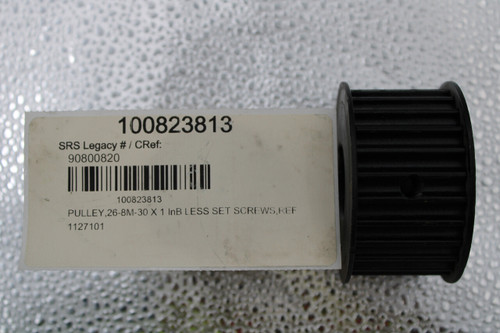 100823813
SRS Legacy # / CRef:
90800820
100823813
PULLEY,26-8M-30 X 1 InB LESS SET SCREWS,REF
1127101